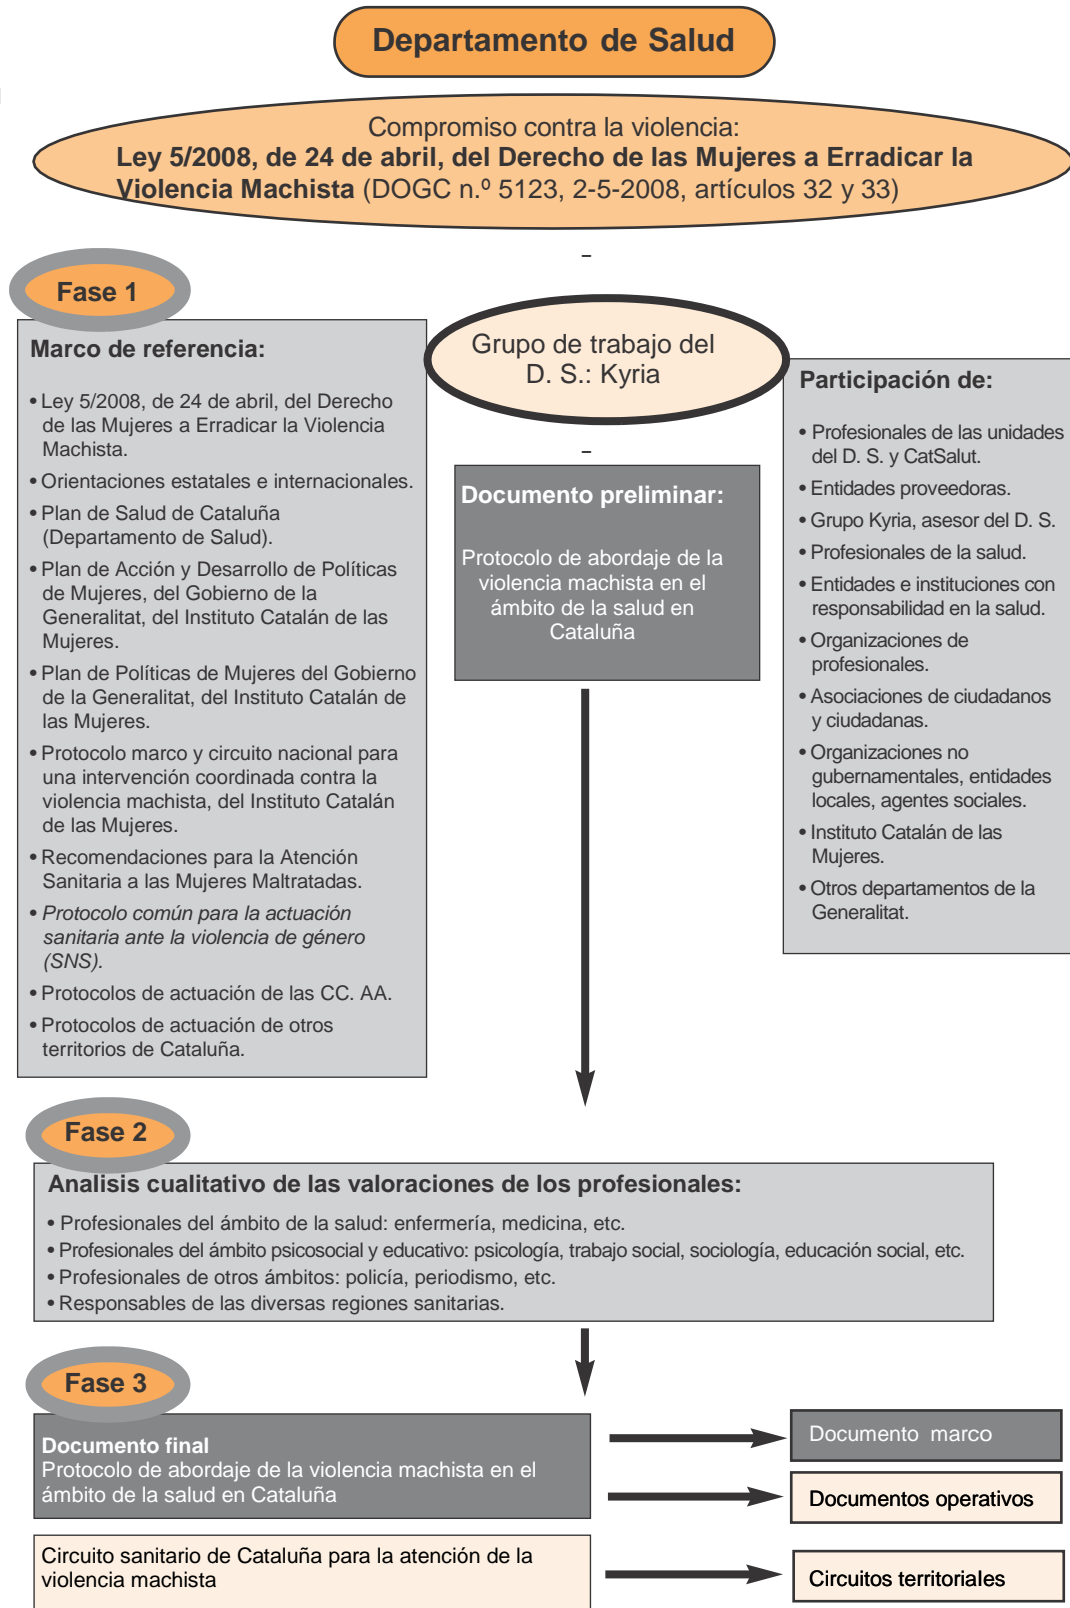 Departamento de Salud
Compromiso contra la violencia:
Ley 5/2008, de 24 de abril, del Derecho de las Mujeres a Erradicar la
Violencia Machista (DOGC n.º 5123, 2-5-2008, artículos 32 y 33)
Fase 1
Marco de referencia:
• Ley 5/2008, de 24 de abril, del Derecho
de las Mujeres a Erradicar la Violencia
Machista.
• Orientaciones estatales e internacionales.
• Plan de Salud de Cataluña
(Departamento de Salud).
• Plan de Acción y Desarrollo de Políticas
de Mujeres, del Gobierno de la
Generalitat, del Instituto Catalán de las
Mujeres.
• Plan de Políticas de Mujeres del Gobierno
de la Generalitat, del Instituto Catalán de
las Mujeres.
• Protocolo marco y circuito nacional para
una intervención coordinada contra la
violencia machista, del Instituto Catalán
de las Mujeres.
• Recomendaciones para la Atención
Sanitaria a las Mujeres Maltratadas.
• Protocolo común para la actuación
sanitaria ante la violencia de género
(SNS).
• Protocolos de actuación de las CC. AA.
• Protocolos de actuación de otros
territorios de Cataluña.
Grupo de trabajo del
D. S.: Kyria
Documento preliminar:
Protocolo de abordaje de la
violencia machista en el
ámbito de la salud en
Cataluña
Participación de:
• Profesionales de las unidades
del D. S. y CatSalut.
• Entidades proveedoras.
• Grupo Kyria, asesor del D. S.
• Profesionales de la salud.
• Entidades e instituciones con
responsabilidad en la salud.
• Organizaciones de
profesionales.
• Asociaciones de ciudadanos
y ciudadanas.
• Organizaciones no
gubernamentales, entidades
locales, agentes sociales.
• Instituto Catalán de las
Mujeres.
• Otros departamentos de la
Generalitat.
Fase 2
Analisis cualitativo de las valoraciones de los profesionales:
• Profesionales del ámbito de la salud: enfermería, medicina, etc.
• Profesionales del ámbito psicosocial y educativo: psicología, trabajo social, sociología, educación social, etc.
• Profesionales de otros ámbitos: policía, periodismo, etc.
• Responsables de las diversas regiones sanitarias.
Fase 3
Documento final
Protocolo de abordaje de la violencia machista en el
ámbito de la salud en Cataluña
Documento marco
Documentos operativos
Circuito sanitario de Cataluña para la atención de la
violencia machista
Circuitos territoriales